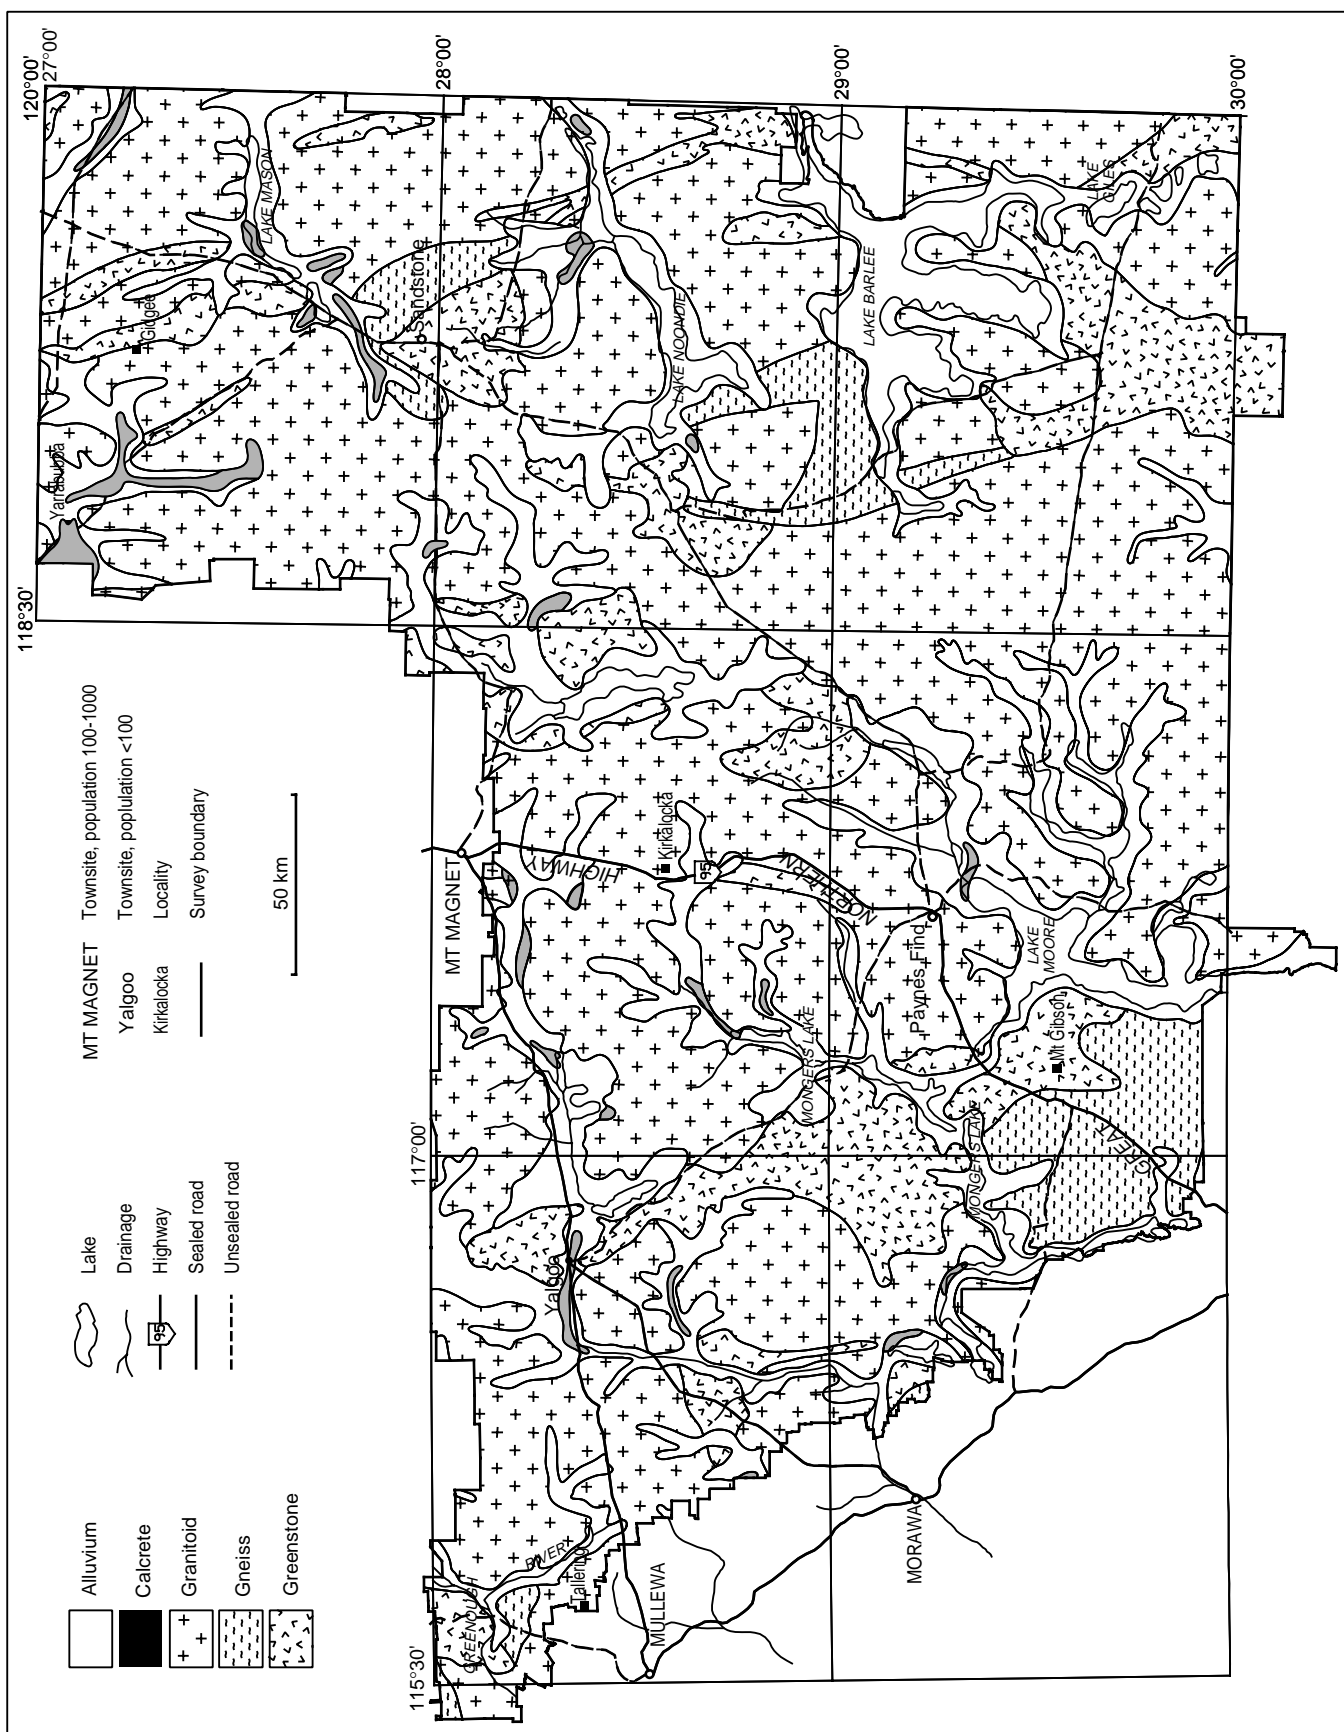 Alluvium
Calcrete
Granitoid
Gneiss
Greenstone
Lake
Drainage
95
Highway
Sealed road
Unsealed road
MT MAGNET
Townsite, population 100-1000
Yalgoo
Townsite, poplulation <100
Kirkalocka
Locality
Survey boundary
50 km
115°30'
117°00'
118°30'
120°00'
27°00'
28°00'
29°00'
30°00'
Yarrabubba
Gidgee
LAKE MASON
Sandstone
LAKE NOONDIE
LAKE BARLEE
LAKE
GILES
MT MAGNET
HIGHWAY
Kirkalocka
95
NORTHERN
Paynes Find
LAKE
MOORE
Mt Gibson
MONGERS LAKE
MONGERS LAKE
GREAT
Yalgoo
GREENOUGH
RIVER
Tallering
MULLEWA
MORAWA